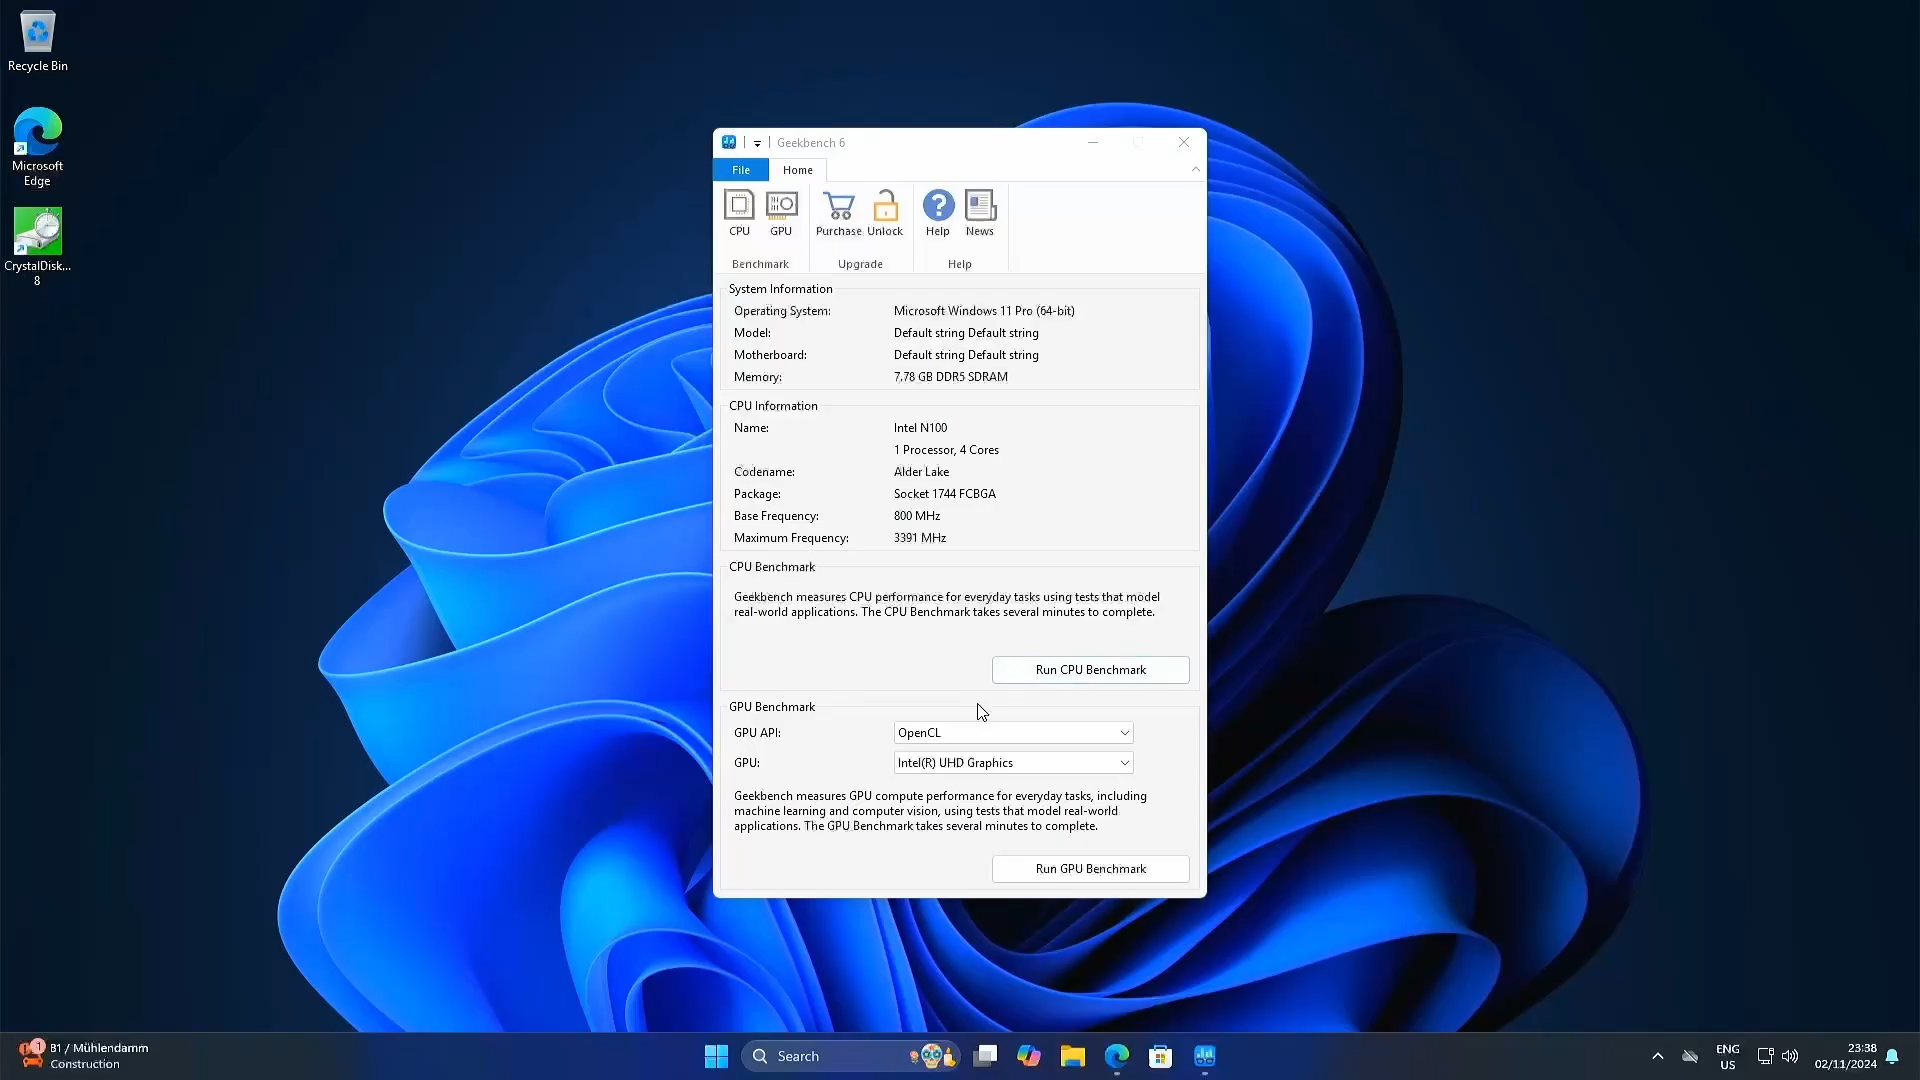 Recycle Bin
Microsoft
Edge
CrystalDisk...
8
Geekbench 6
File
Home
CPU
GPU
Purchase
Unlock
Help
News
Benchmark
Upgrade
Help
System Information
Operating System:
Microsoft Windows 11 Pro (64-bit)
Model:
Default string Default string
Motherboard:
Default string Default string
Memory:
7.78 GB DDR5 SDRAM
CPU Information
Name:
Intel N100
1 Processor, 4 Cores
Codename:
Alder Lake
Package:
Socket 1744 FCBGA
Base Frequency:
800 MHz
Maximum Frequency:
3391 MHz
CPU Benchmark
Geekbench measures CPU performance for everyday tasks using tests that model
real-world applications. The CPU Benchmark takes several minutes to complete.
Run CPU Benchmark
GPU Benchmark
GPU API:
OpenCL
GPU:
Intel(R) UHD Graphics
Geekbench measures GPU compute performance for everyday tasks, including
machine learning and computer vision, using tests that model real-world
applications. The GPU Benchmark takes several minutes to complete.
Run GPU Benchmark
1
B1 / Mühlendamm
Construction
Search
ENG
US
23:38
02/11/2024